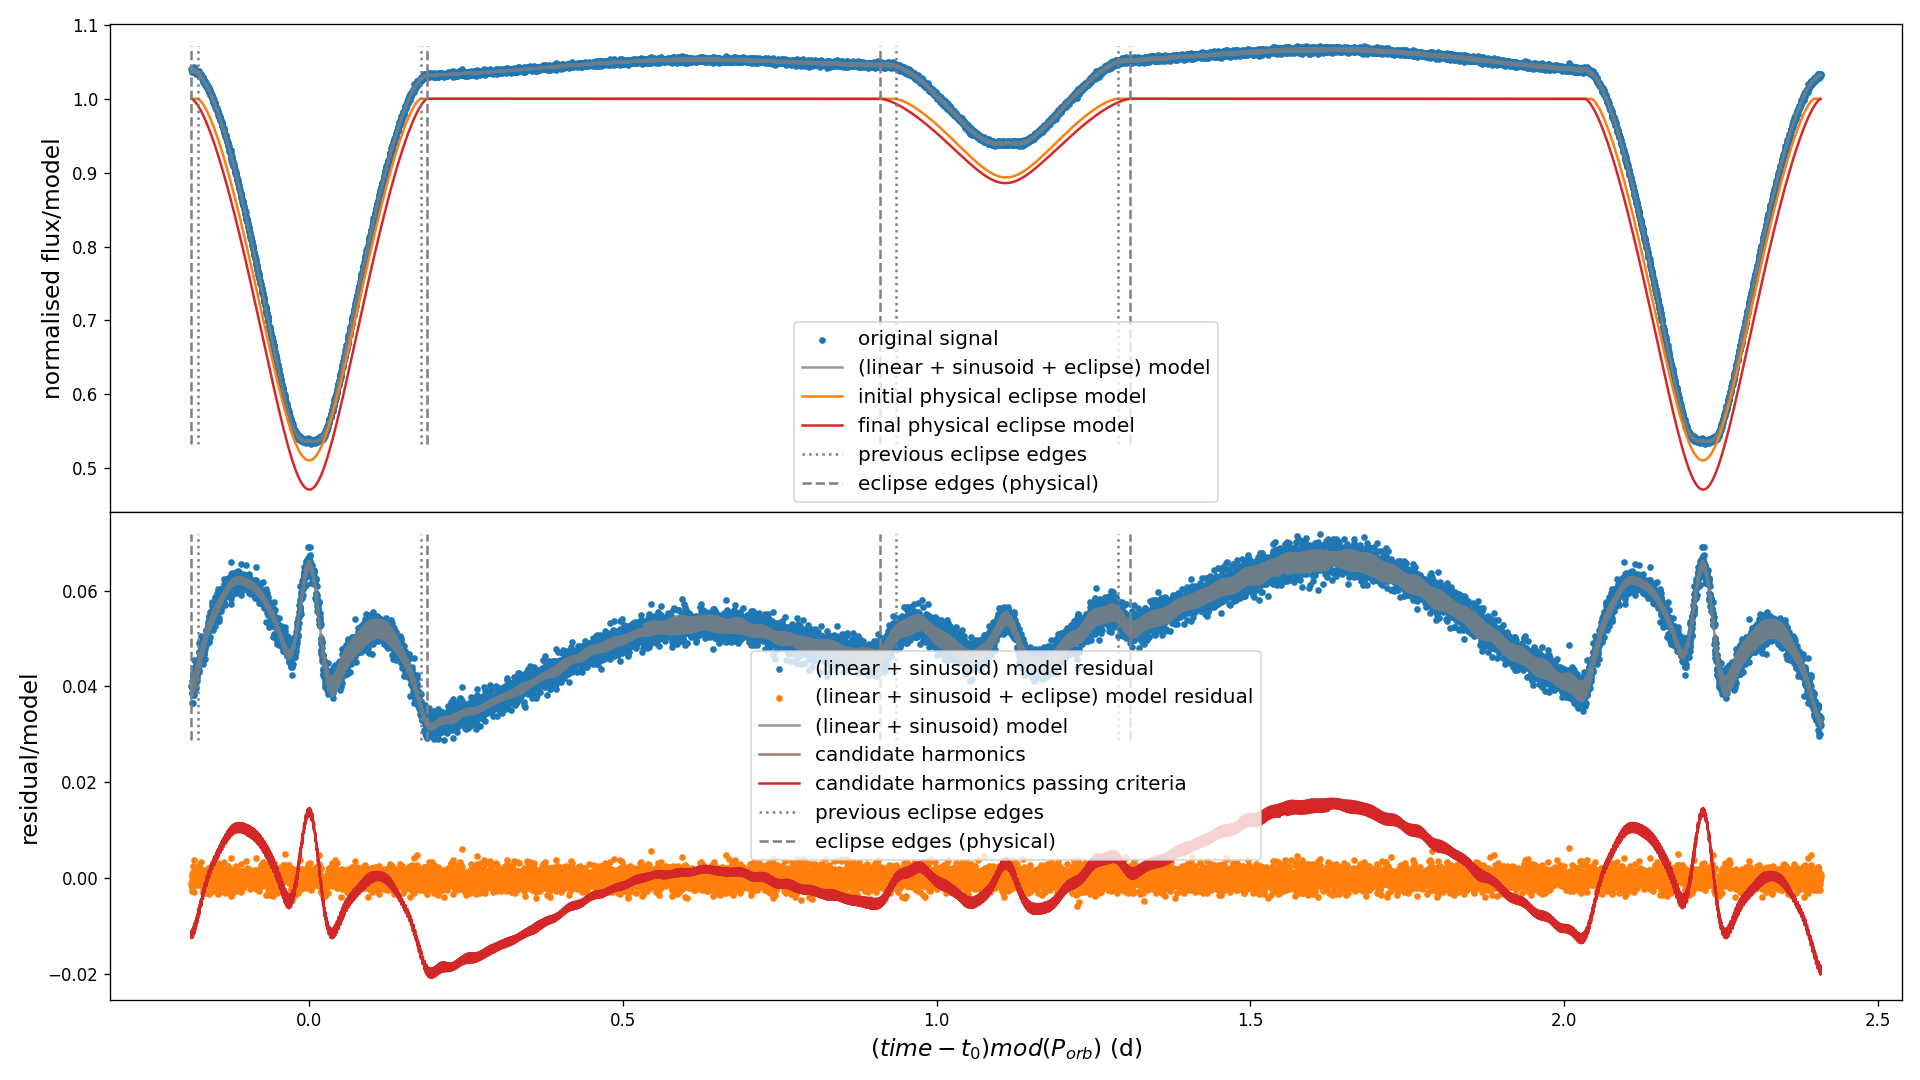 1.1
1.0
0.9
0.8
0.7
0.6
0.5
normalised flux/model
original signal
(linear + sinusoid + eclipse) model
initial physical eclipse model
final physical eclipse model
previous eclipse edges
eclipse edges (physical)
0.06
0.04
0.02
0.00
−0.02
residual/model
(linear + sinusoid) model residual
(linear + sinusoid + eclipse) model residual
(linear + sinusoid) model
candidate harmonics
candidate harmonics passing criteria
previous eclipse edges
eclipse edges (physical)
0.0 0.5 1.0 1.5 2.0 2.5
(time − t₀)mod(P_orb) (d)